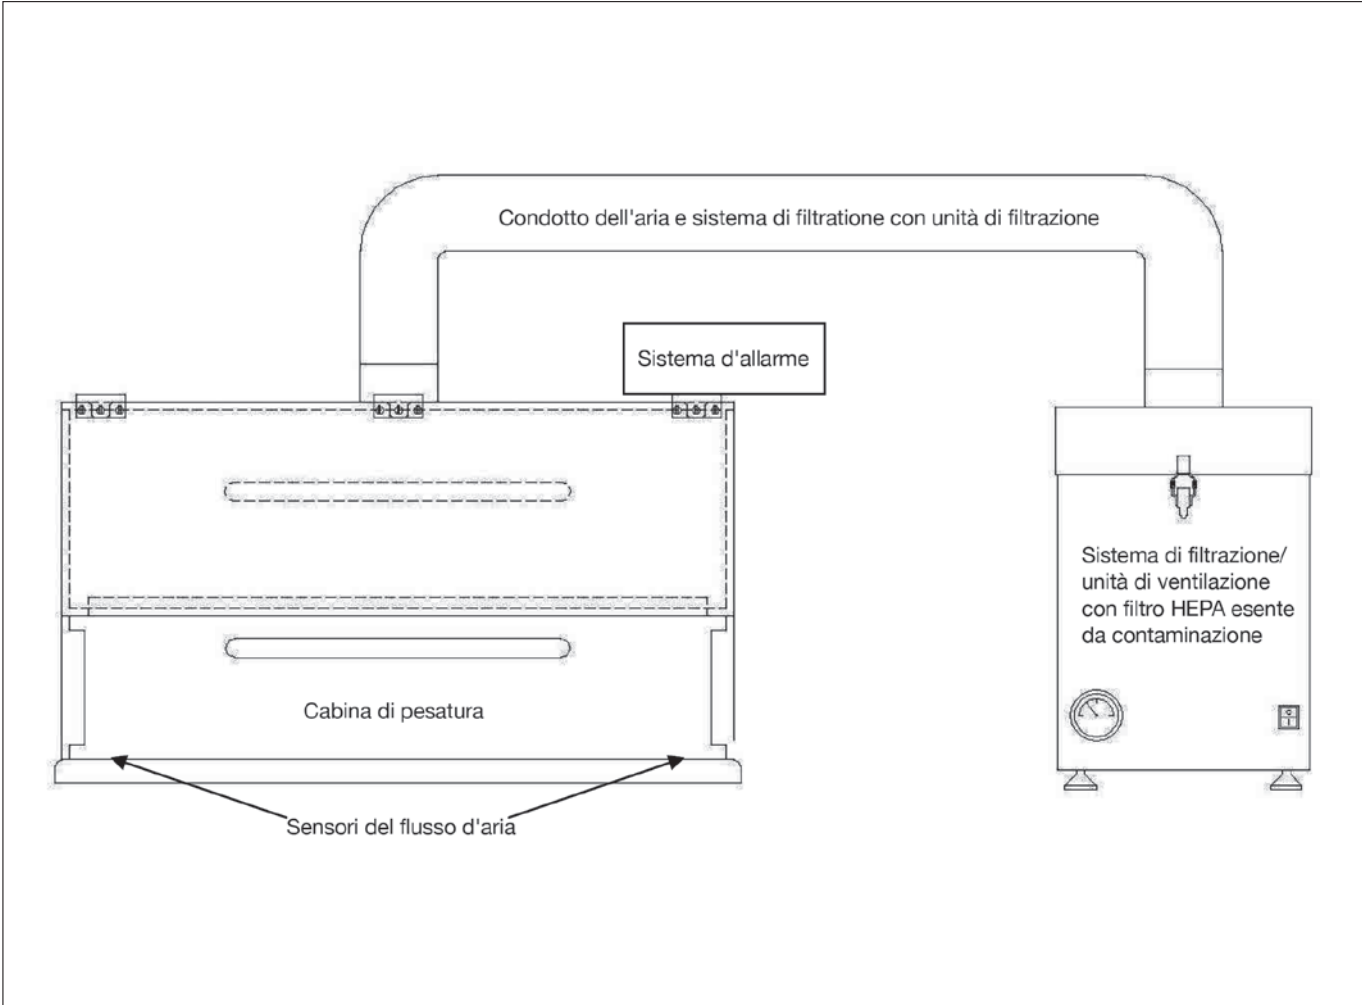 Condotto dell'aria e sistema di filtratione con unità di filtrazione
Sistema d'allarme
Sistema di filtrazione/
unità di ventilazione
con filtro HEPA esente
da contaminazione
Cabina di pesatura
Sensori del flusso d'aria